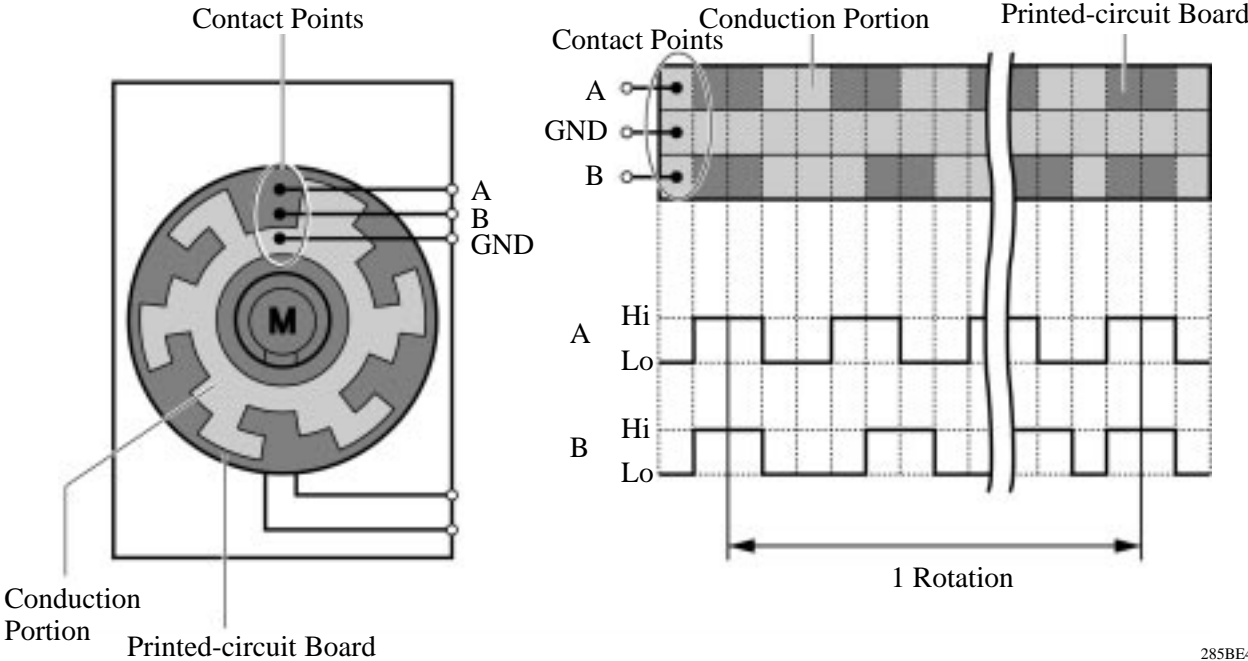 Contact Points
A
B
GND
M
Conduction
Portion
Printed-circuit Board
Conduction Portion
Printed-circuit Board
Contact Points
A
GND
B
A
Hi
Lo
B
Hi
Lo
1 Rotation